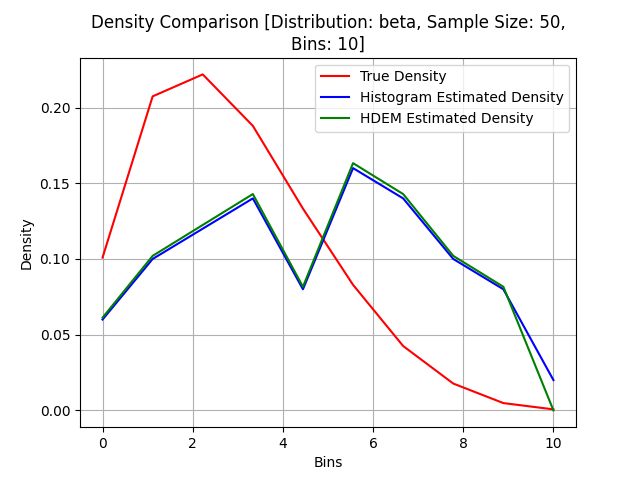 Density Comparison [Distribution: beta, Sample Size: 50,
Bins: 10]
True Density
Histogram Estimated Density
HDEM Estimated Density
0.20
0.15
0.10
0.05
0.00
Density
0 2 4 6 8 10
Bins